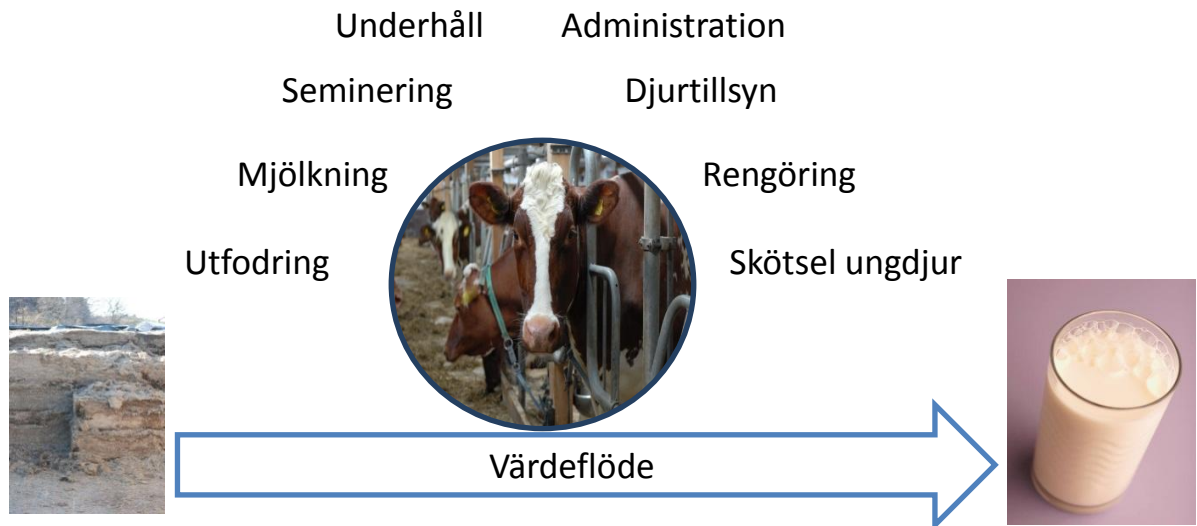 Underhåll
Administration
Seminering
Djurtillsyn
Mjölkning
Rengöring
Utfodring
Skötsel ungdjur
Värdeflöde